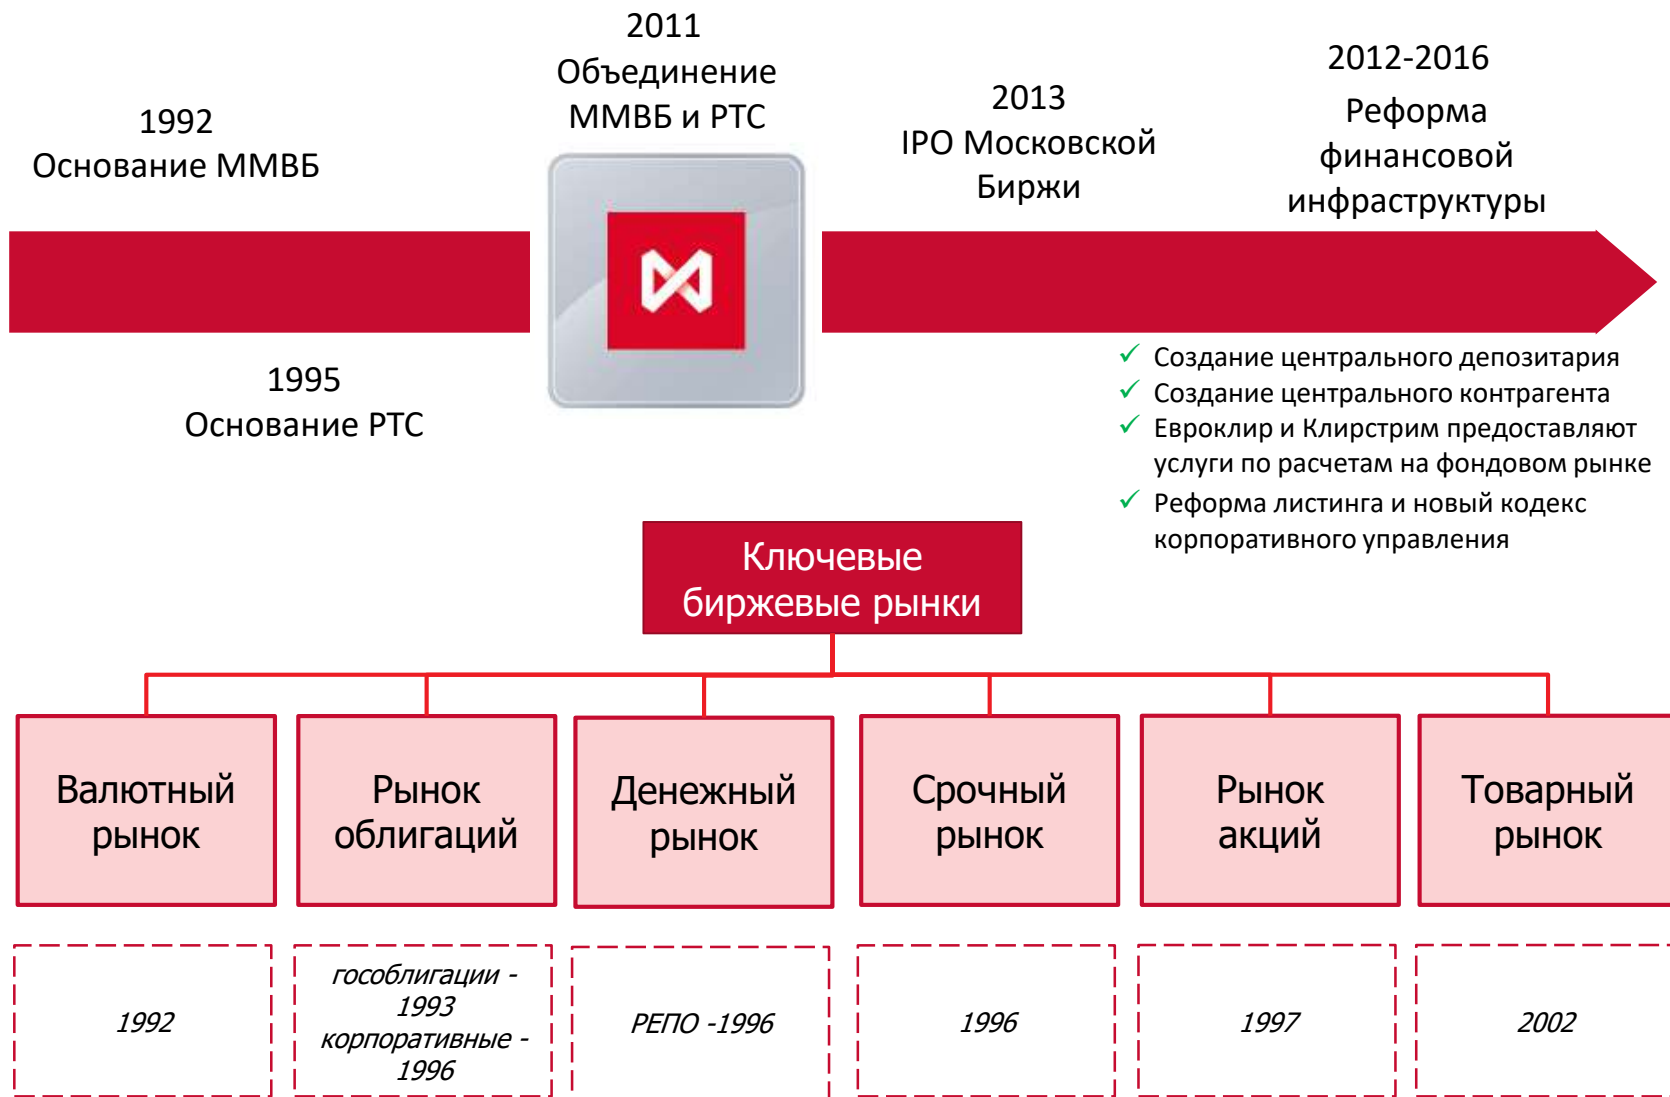 1992
Основание ММВБ
2011
Объединение
ММВБ и РТС
2013
IPO Московской
Биржи
2012-2016
Реформа
финансовой
инфраструктуры
1995
Основание РТС
✓ Создание центрального депозитария
✓ Создание центрального контрагента
✓ Евроклир и Клирстрим предоставляют
услуги по расчетам на фондовом рынке
✓ Реформа листинга и новый кодекс
корпоративного управления
Ключевые
биржевые рынки
Валютный
рынок
Рынок
облигаций
Денежный
рынок
Срочный
рынок
Рынок
акций
Товарный
рынок
1992
гособлигации -
1993
корпоративные -
1996
РЕПО -1996
1996
1997
2002